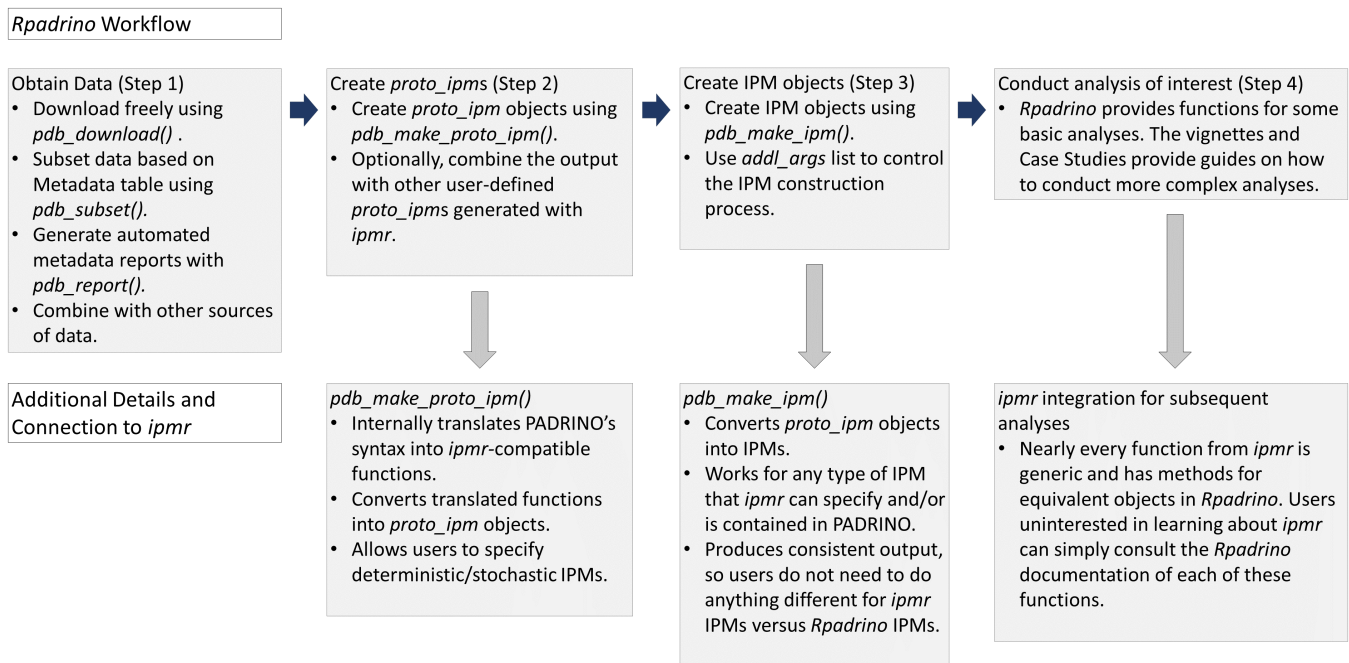 Rpadrino Workflow
Obtain Data (Step 1)
• Download freely using
pdb_download() .
• Subset data based on
Metadata table using
pdb_subset().
• Generate automated
metadata reports with
pdb_report().
• Combine with other sources
of data.
Create proto_ipms (Step 2)
• Create proto_ipm objects using
pdb_make_proto_ipm().
• Optionally, combine the output
with other user-defined
proto_ipms generated with
ipmr.
Create IPM objects (Step 3)
• Create IPM objects using
pdb_make_ipm().
• Use addl_args list to control
the IPM construction
process.
Conduct analysis of interest (Step 4)
• Rpadrino provides functions for some
basic analyses. The vignettes and
Case Studies provide guides on how
to conduct more complex analyses.
Additional Details and
Connection to ipmr
pdb_make_proto_ipm()
• Internally translates PADRINO’s
syntax into ipmr-compatible
functions.
• Converts translated functions
into proto_ipm objects.
• Allows users to specify
deterministic/stochastic IPMs.
pdb_make_ipm()
• Converts proto_ipm objects
into IPMs.
• Works for any type of IPM
that ipmr can specify and/or
is contained in PADRINO.
• Produces consistent output,
so users do not need to do
anything different for ipmr
IPMs versus Rpadrino IPMs.
ipmr integration for subsequent
analyses
• Nearly every function from ipmr is
generic and has methods for
equivalent objects in Rpadrino. Users
uninterested in learning about ipmr
can simply consult the Rpadrino
documentation of each of these
functions.